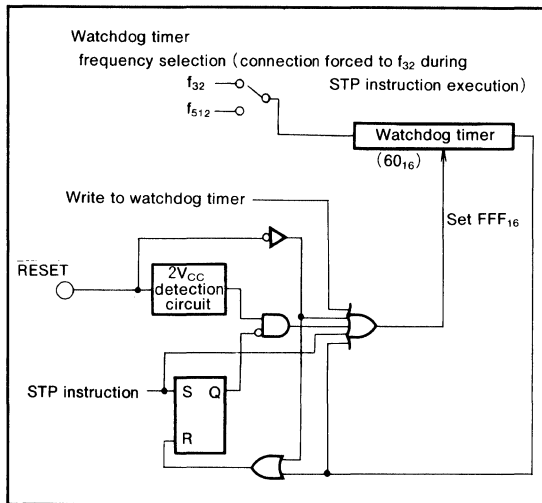 Watchdog timer
frequency selection (connection forced to f32 during
STP instruction execution)
f32
f512
Watchdog timer
(6016)
Write to watchdog timer
Set FFF16
RESET
2VCC
detection
circuit
STP instruction
S Q
R